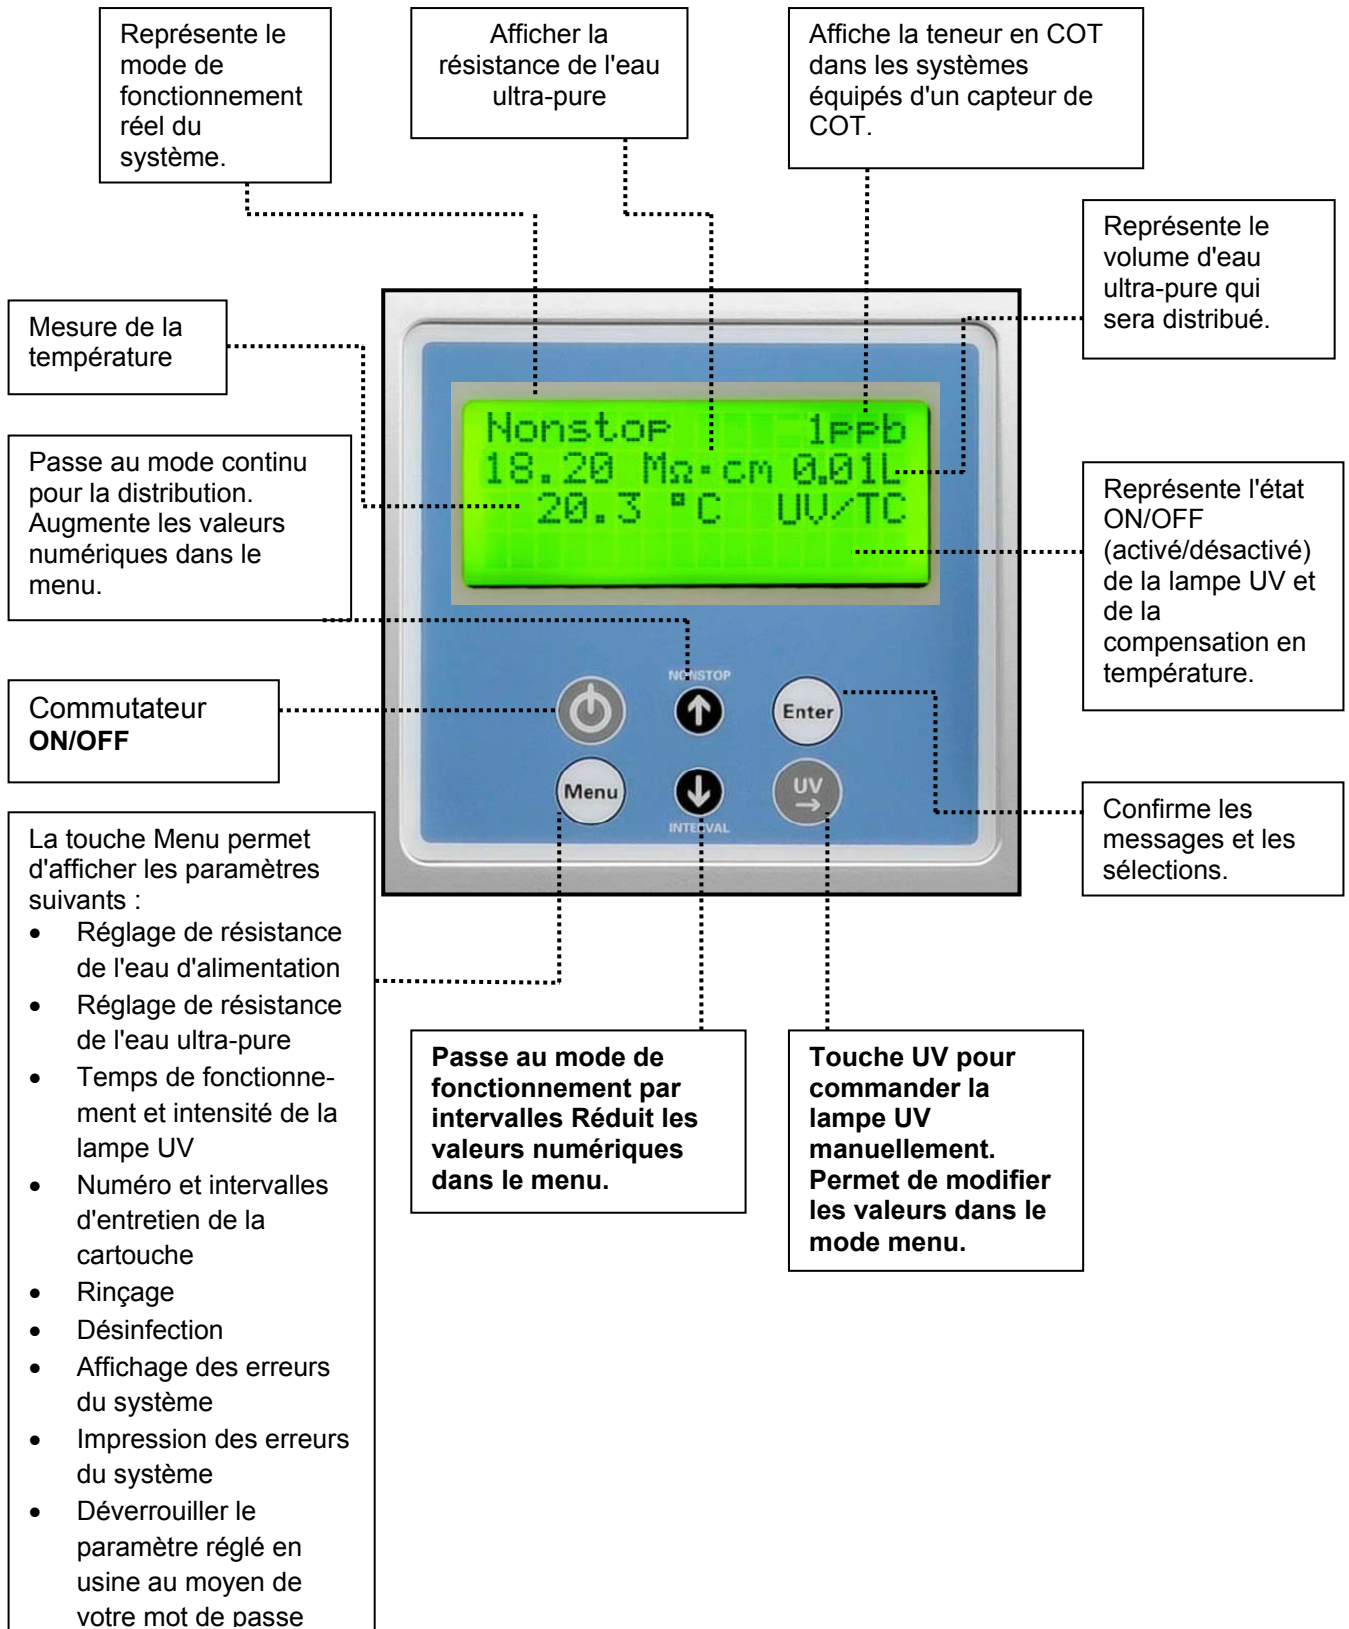 Représente le
mode de
fonctionnement
réel du
système.
Afficher la
résistance de l'eau
ultra-pure
Affiche la teneur en COT
dans les systèmes
équipés d'un capteur de
COT.
Représente le
volume d'eau
ultra-pure qui
sera distribué.
Mesure de la
température
Nonstop 1ppb
18.20 MΩ·cm 0.01L
20.3 °C UV/TC
Passe au mode continu
pour la distribution.
Augmente les valeurs
numériques dans le
menu.
Représente l'état
ON/OFF
(activé/désactivé)
de la lampe UV et
de la
compensation en
température.
Commutateur
ON/OFF
NONSTOP
Enter
Menu
UV
INTERVAL
Confirme les
messages et les
sélections.
La touche Menu permet
d'afficher les paramètres
suivants :
• Réglage de résistance
de l'eau d'alimentation
• Réglage de résistance
de l'eau ultra-pure
• Temps de fonctionne-
ment et intensité de la
lampe UV
• Numéro et intervalles
d'entretien de la
cartouche
• Rinçage
• Désinfection
• Affichage des erreurs
du système
• Impression des erreurs
du système
• Déverrouiller le
paramètre réglé en
usine au moyen de
votre mot de passe
Passe au mode de
fonctionnement par
intervalles Réduit les
valeurs numériques
dans le menu.
Touche UV pour
commander la
lampe UV
manuellement.
Permet de modifier
les valeurs dans le
mode menu.